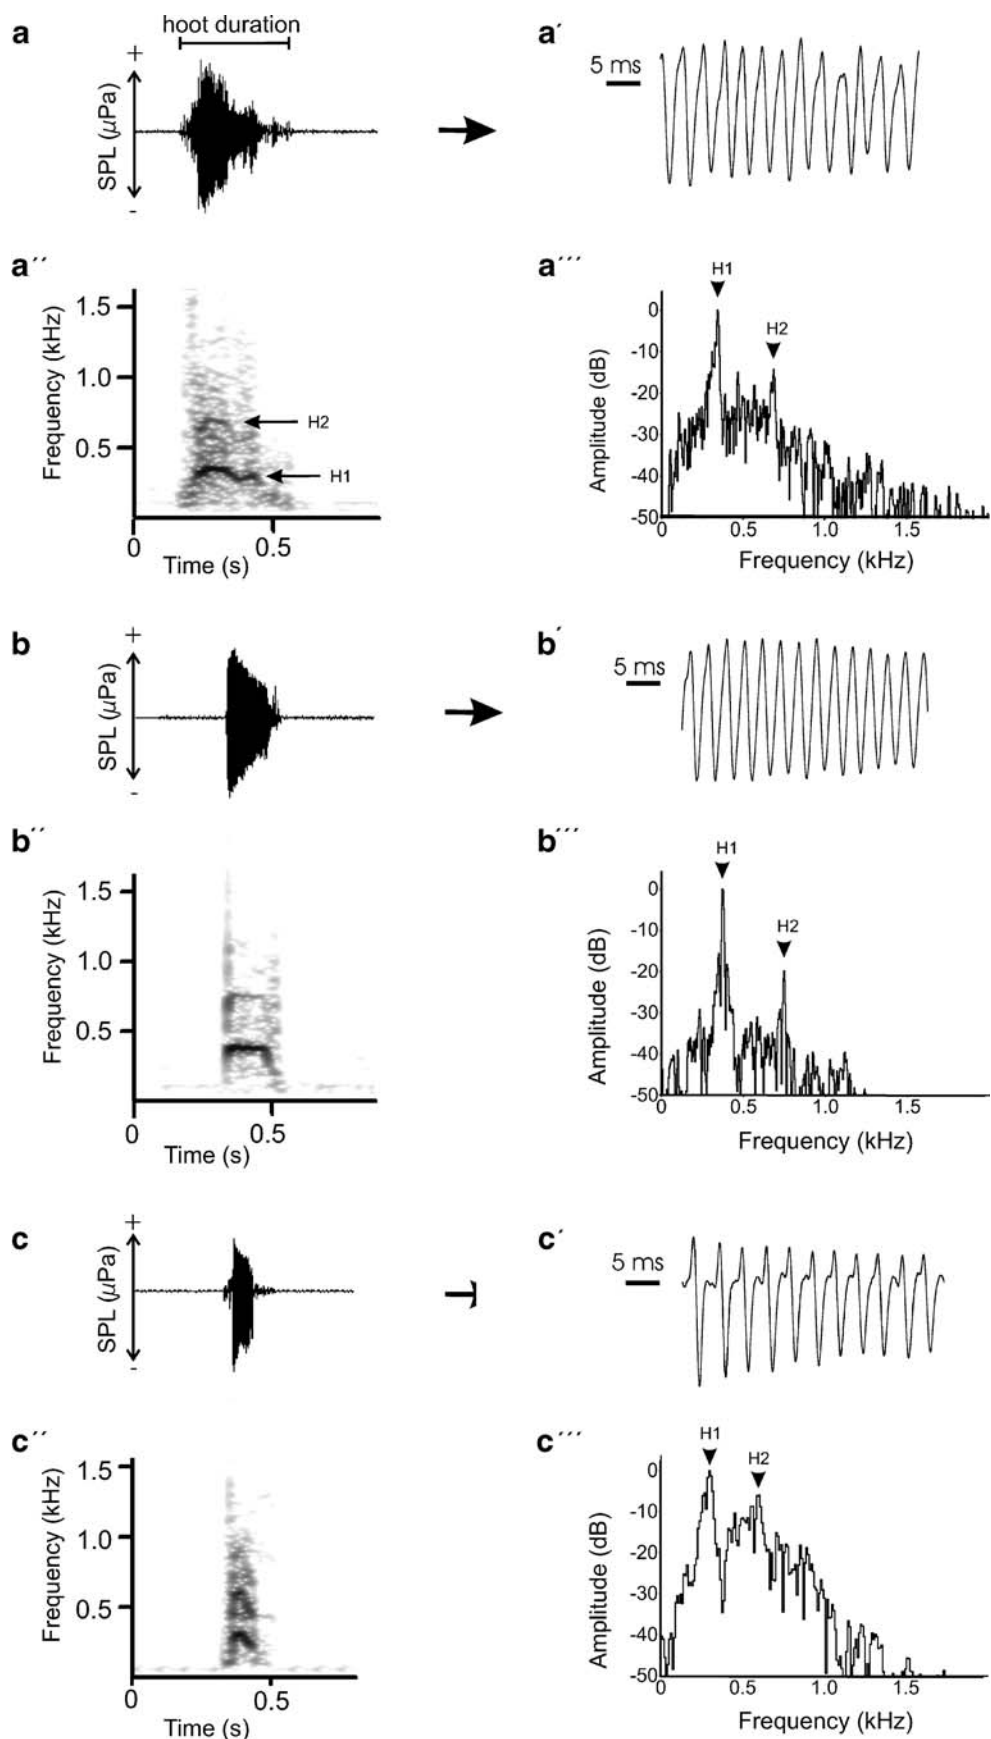 a
hoot duration
+
SPL (μPa)
-
a´
5 ms
a´´
Frequency (kHz)
1.5
1.0
0.5
H2
H1
0
0.5
Time (s)
a´´´
H1
H2
Amplitude (dB)
0
-10
-20
-30
-40
-50
0
0.5
1.0
1.5
Frequency (kHz)
b
+
SPL (μPa)
-
b´
5 ms
b´´
Frequency (kHz)
1.5
1.0
0.5
0
0.5
Time (s)
b´´´
H1
H2
Amplitude (dB)
0
-10
-20
-30
-40
-50
0
0.5
1.0
1.5
Frequency (kHz)
c
+
SPL (μPa)
-
c´
5 ms
c´´
Frequency (kHz)
1.5
1.0
0.5
0
0.5
Time (s)
c´´´
H1
H2
Amplitude (dB)
0
-10
-20
-30
-40
-50
0
0.5
1.0
1.5
Frequency (kHz)